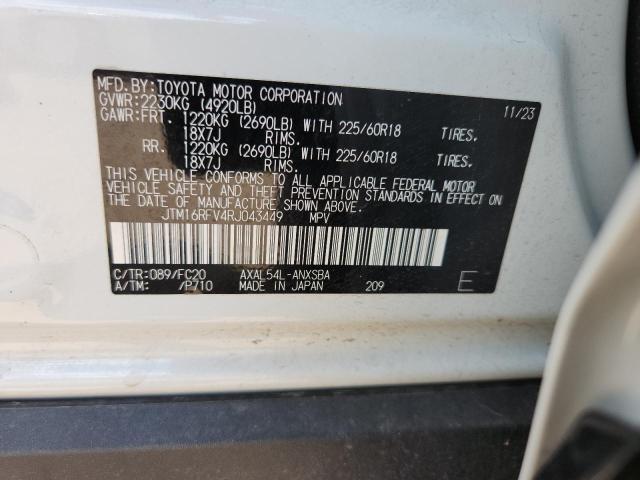 MFD.BY:TOYOTA MOTOR CORPORATION 11/23
GVWR:2230KG (4920LB)
GAWR:FRT. 1220KG (2690LB) WITH 225/60R18 TIRES.
18X7J RIMS.
RR. 1220KG (2690LB) WITH 225/60R18 TIRES.
18X7J RIMS.
THIS VEHICLE CONFORMS TO ALL APPLICABLE FEDERAL MOTOR
VEHICLE SAFETY AND THEFT PREVENTION STANDARDS IN EFFECT ON
THE DATE OF MANUFACTURE SHOWN ABOVE.
JTM16RFV4RJ043449 MPV
C/TR:089/FC20 AXAL54L-ANXSBA
A/TM: /P710 MADE IN JAPAN 209 E